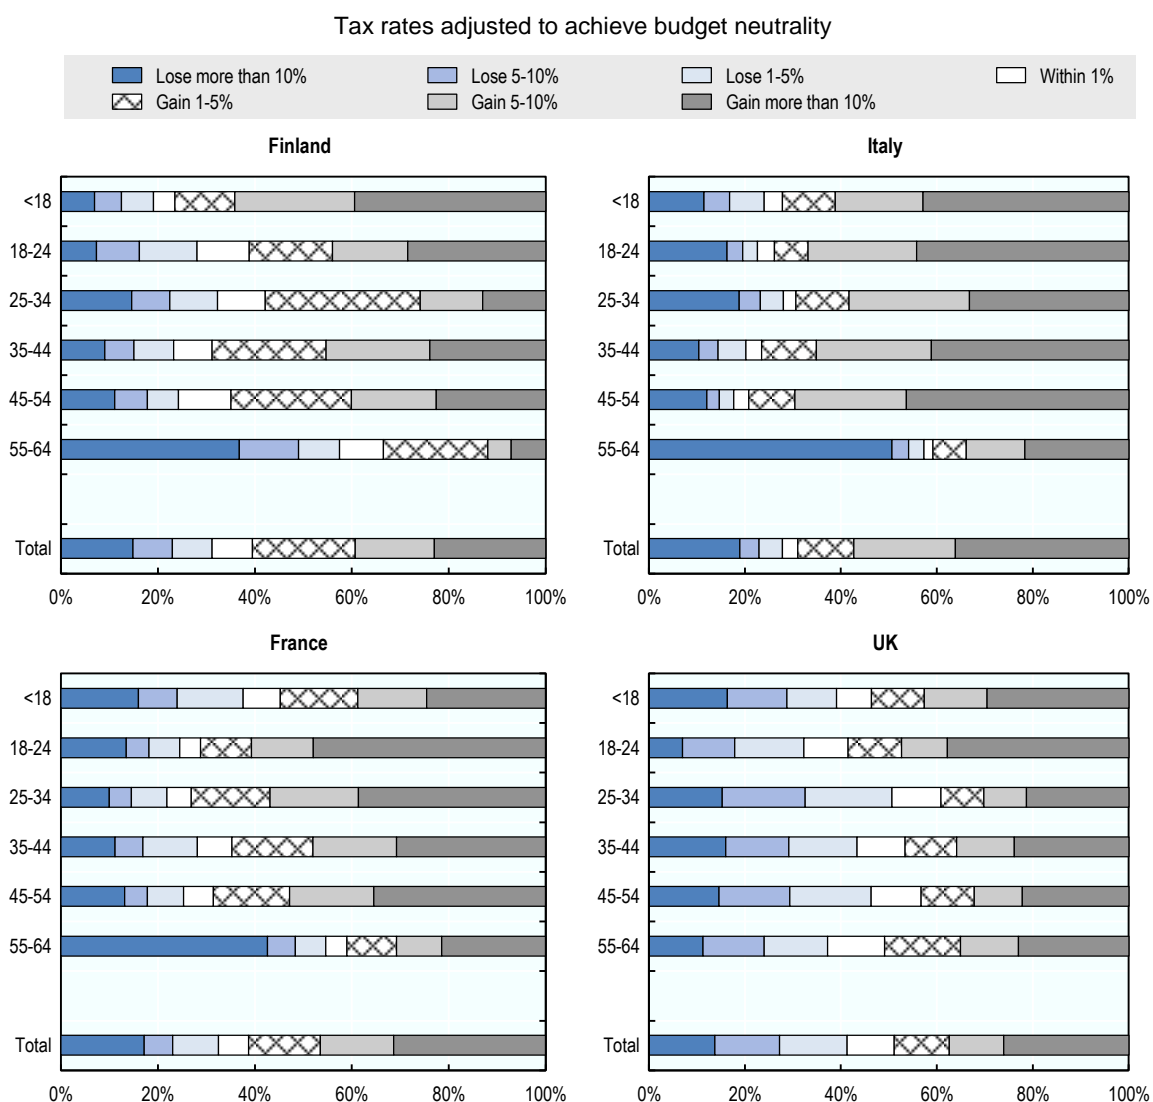 Tax rates adjusted to achieve budget neutrality
Lose more than 10% Lose 5-10% Lose 1-5% Within 1%
Gain 1-5% Gain 5-10% Gain more than 10%
Finland
<18
18-24
25-34
35-44
45-54
55-64
Total
0% 20% 40% 60% 80% 100%
Italy
<18
18-24
25-34
35-44
45-54
55-64
Total
0% 20% 40% 60% 80% 100%
France
<18
18-24
25-34
35-44
45-54
55-64
Total
0% 20% 40% 60% 80% 100%
UK
<18
18-24
25-34
35-44
45-54
55-64
Total
0% 20% 40% 60% 80% 100%